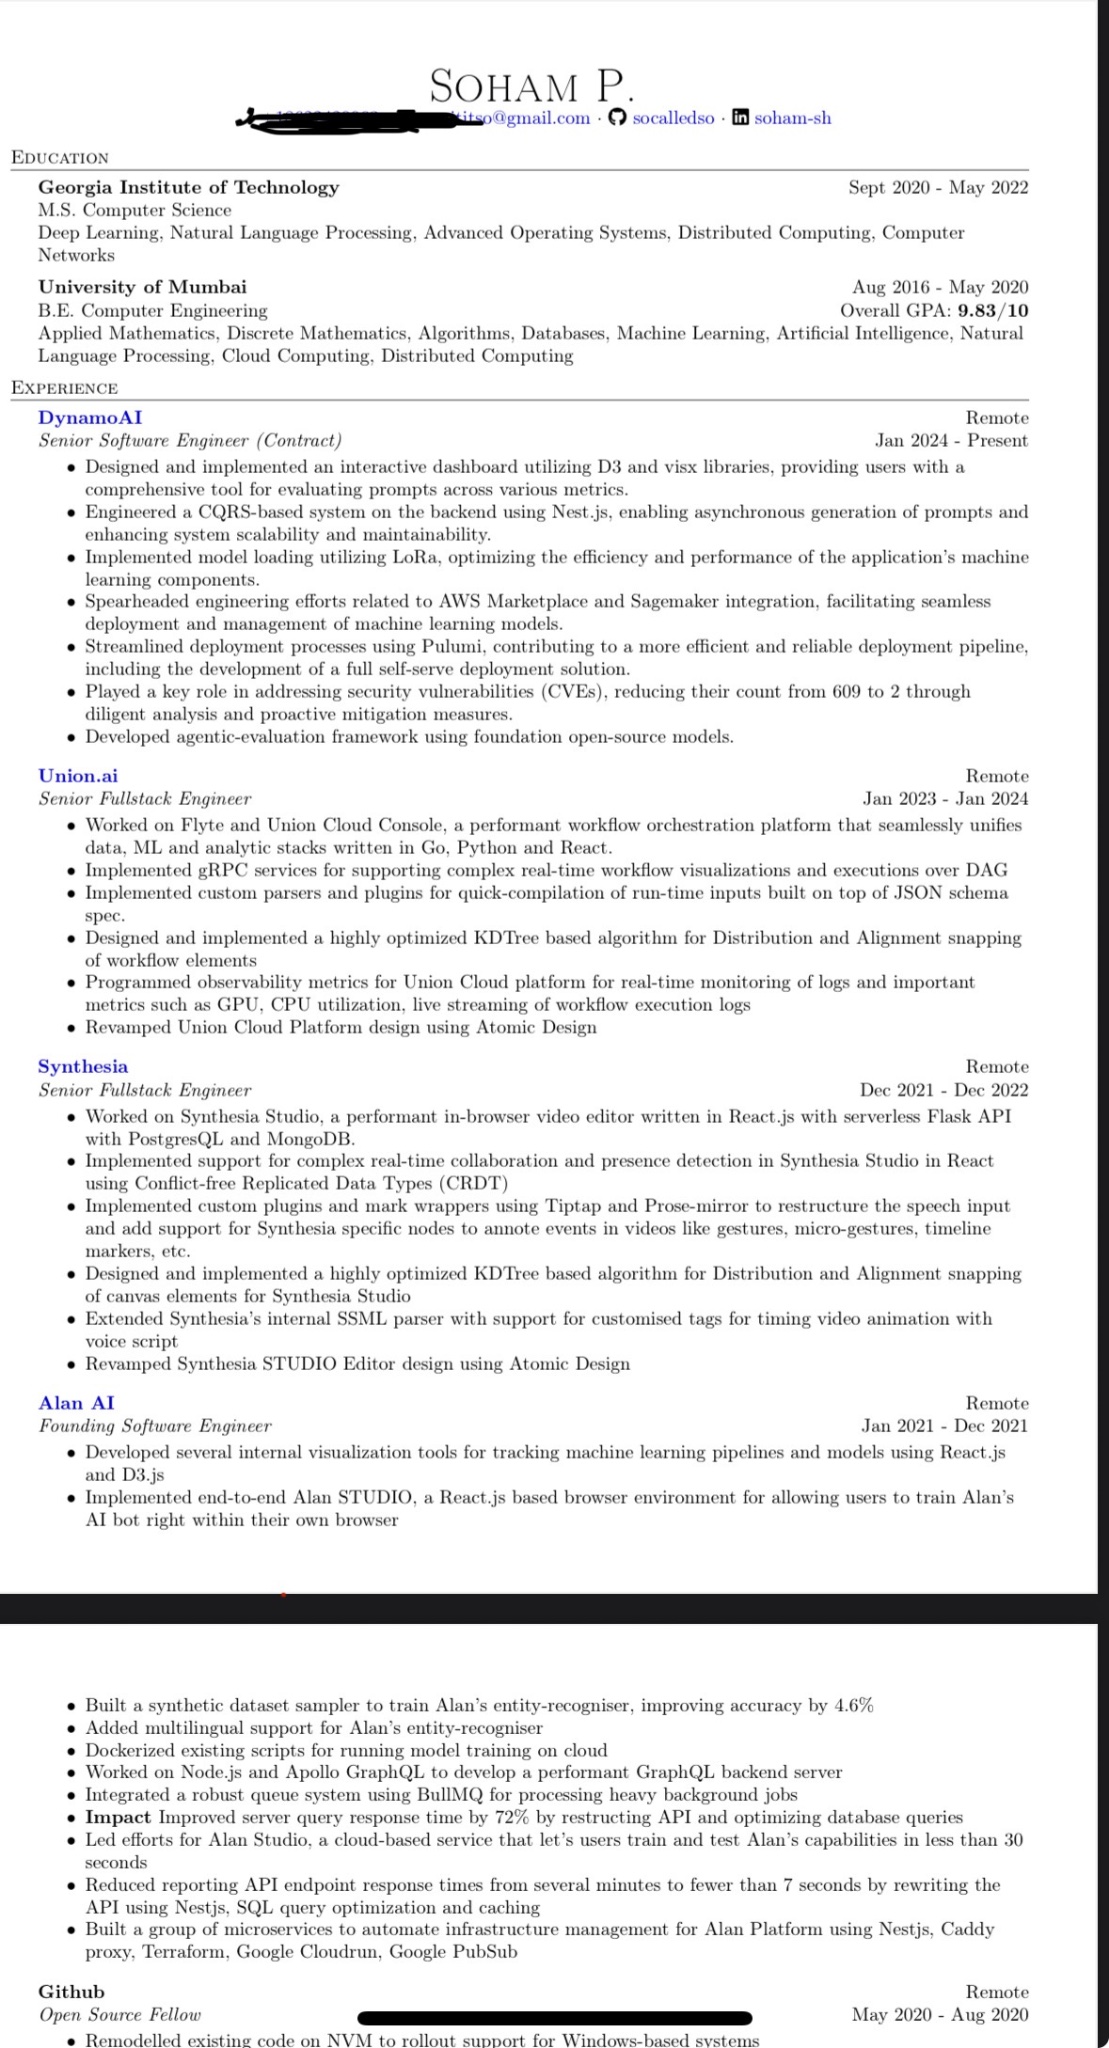 SOHAM P.
ititso@gmail.com · socalledso · soham-sh
EDUCATION
Georgia Institute of Technology Sept 2020 - May 2022
M.S. Computer Science
Deep Learning, Natural Language Processing, Advanced Operating Systems, Distributed Computing, Computer
Networks
University of Mumbai Aug 2016 - May 2020
B.E. Computer Engineering Overall GPA: 9.83/10
Applied Mathematics, Discrete Mathematics, Algorithms, Databases, Machine Learning, Artificial Intelligence, Natural
Language Processing, Cloud Computing, Distributed Computing
EXPERIENCE
DynamoAI Remote
Senior Software Engineer (Contract) Jan 2024 - Present
• Designed and implemented an interactive dashboard utilizing D3 and visx libraries, providing users with a
comprehensive tool for evaluating prompts across various metrics.
• Engineered a CQRS-based system on the backend using Nest.js, enabling asynchronous generation of prompts and
enhancing system scalability and maintainability.
• Implemented model loading utilizing LoRa, optimizing the efficiency and performance of the application's machine
learning components.
• Spearheaded engineering efforts related to AWS Marketplace and Sagemaker integration, facilitating seamless
deployment and management of machine learning models.
• Streamlined deployment processes using Pulumi, contributing to a more efficient and reliable deployment pipeline,
including the development of a full self-serve deployment solution.
• Played a key role in addressing security vulnerabilities (CVEs), reducing their count from 609 to 2 through
diligent analysis and proactive mitigation measures.
• Developed agentic-evaluation framework using foundation open-source models.
Union.ai Remote
Senior Fullstack Engineer Jan 2023 - Jan 2024
• Worked on Flyte and Union Cloud Console, a performant workflow orchestration platform that seamlessly unifies
data, ML and analytic stacks written in Go, Python and React.
• Implemented gRPC services for supporting complex real-time workflow visualizations and executions over DAG
• Implemented custom parsers and plugins for quick-compilation of run-time inputs built on top of JSON schema
spec.
• Designed and implemented a highly optimized KDTree based algorithm for Distribution and Alignment snapping
of workflow elements
• Programmed observability metrics for Union Cloud platform for real-time monitoring of logs and important
metrics such as GPU, CPU utilization, live streaming of workflow execution logs
• Revamped Union Cloud Platform design using Atomic Design
Synthesia Remote
Senior Fullstack Engineer Dec 2021 - Dec 2022
• Worked on Synthesia Studio, a performant in-browser video editor written in React.js with serverless Flask API
with PostgresQL and MongoDB.
• Implemented support for complex real-time collaboration and presence detection in Synthesia Studio in React
using Conflict-free Replicated Data Types (CRDT)
• Implemented custom plugins and mark wrappers using Tiptap and Prose-mirror to restructure the speech input
and add support for Synthesia specific nodes to annote events in videos like gestures, micro-gestures, timeline
markers, etc.
• Designed and implemented a highly optimized KDTree based algorithm for Distribution and Alignment snapping
of canvas elements for Synthesia Studio
• Extended Synthesia's internal SSML parser with support for customised tags for timing video animation with
voice script
• Revamped Synthesia STUDIO Editor design using Atomic Design
Alan AI Remote
Founding Software Engineer Jan 2021 - Dec 2021
• Developed several internal visualization tools for tracking machine learning pipelines and models using React.js
and D3.js
• Implemented end-to-end Alan STUDIO, a React.js based browser environment for allowing users to train Alan's
AI bot right within their own browser
• Built a synthetic dataset sampler to train Alan's entity-recogniser, improving accuracy by 4.6%
• Added multilingual support for Alan's entity-recogniser
• Dockerized existing scripts for running model training on cloud
• Worked on Node.js and Apollo GraphQL to develop a performant GraphQL backend server
• Integrated a robust queue system using BullMQ for processing heavy background jobs
• Impact Improved server query response time by 72% by restructing API and optimizing database queries
• Led efforts for Alan Studio, a cloud-based service that let's users train and test Alan's capabilities in less than 30
seconds
• Reduced reporting API endpoint response times from several minutes to fewer than 7 seconds by rewriting the
API using Nestjs, SQL query optimization and caching
• Built a group of microservices to automate infrastructure management for Alan Platform using Nestjs, Caddy
proxy, Terraform, Google Cloudrun, Google PubSub
Github Remote
Open Source Fellow May 2020 - Aug 2020
• Remodelled existing code on NVM to rollout support for Windows-based systems